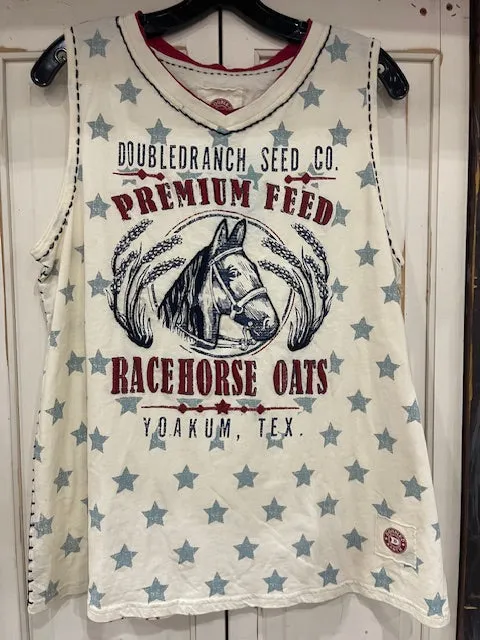 DOUBLEDRANCH SEED CO.
PREMIUM FEED
RACEHORSE OATS
YOAKUM, TEX.